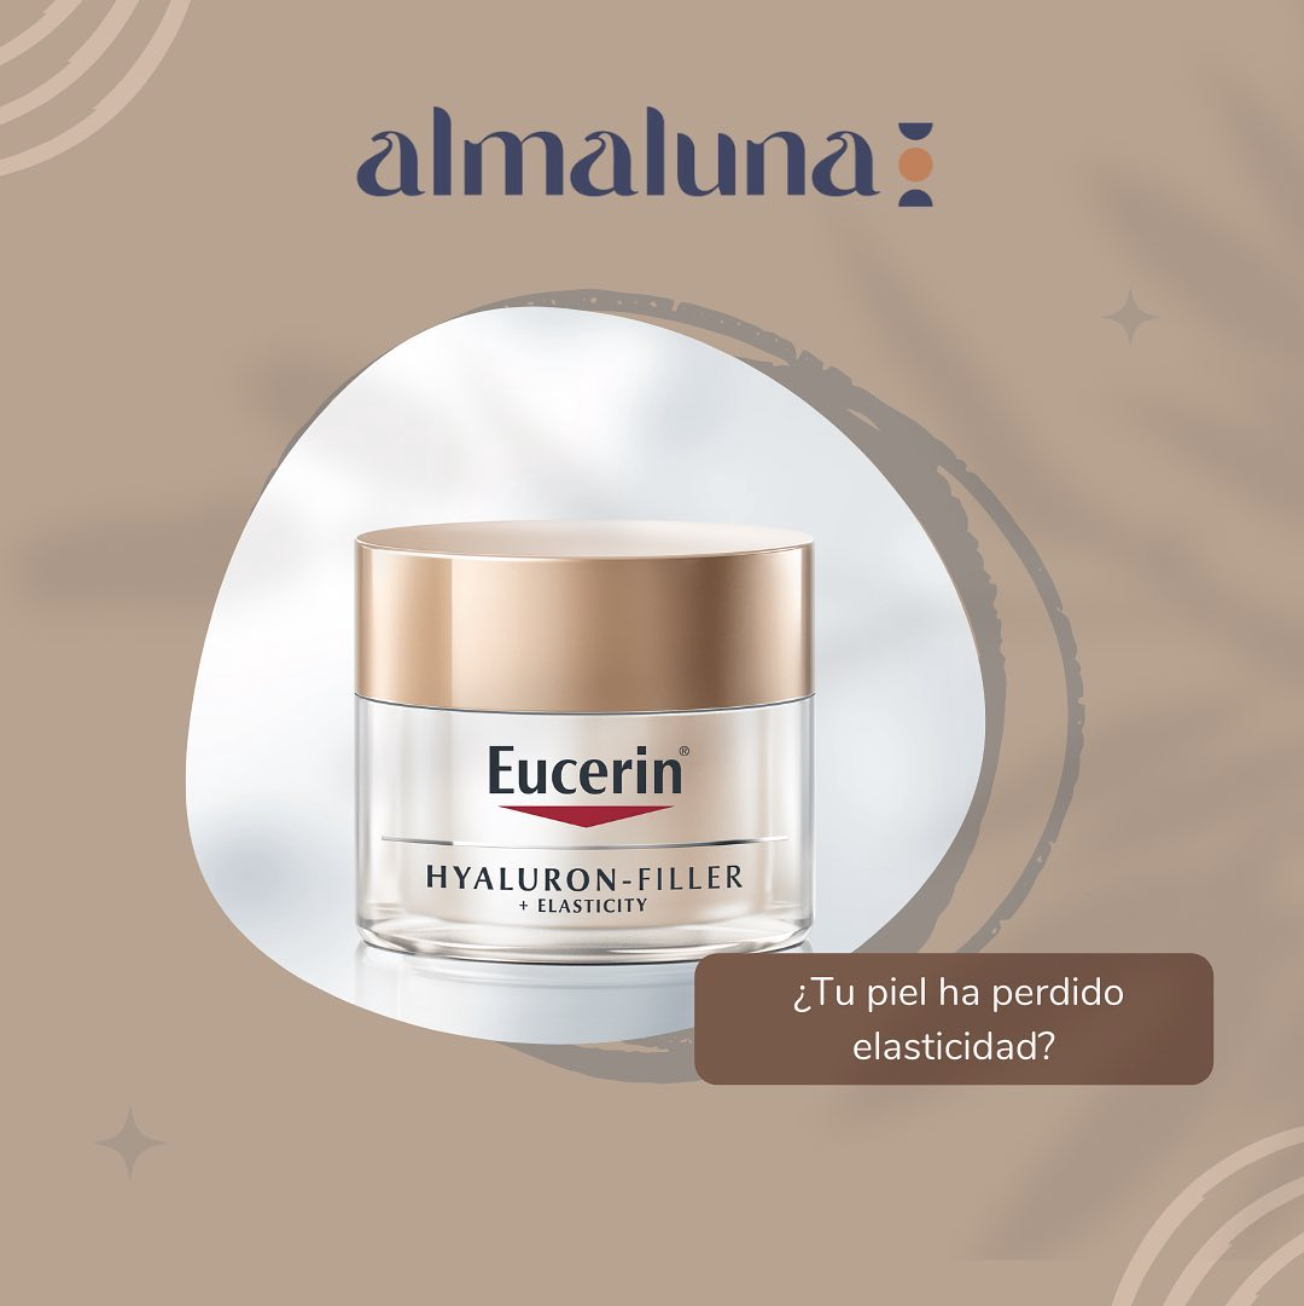 almaluna
Eucerin®
HYALURON-FILLER
+ ELASTICITY
¿Tu piel ha perdido
elasticidad?